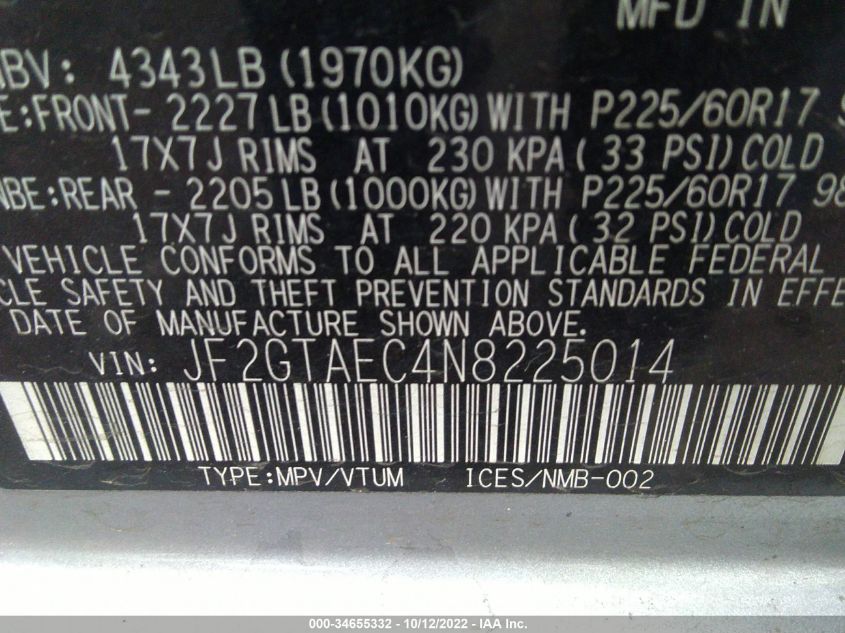 MFD IN
NBV: 4343LB (1970KG)
E:FRONT- 2227 LB (1010KG) WITH P225/60R17 9
17X7J RIMS AT 230 KPA ( 33 PSI) COLD
NBE:REAR - 2205 LB (1000KG) WITH P225/60R17 98
17X7J RIMS AT 220 KPA ( 32 PSI) COLD
VEHICLE CONFORMS TO ALL APPLICABLE FEDERAL
CLE SAFETY AND THEFT PREVENTION STANDARDS IN EFFE
DATE OF MANUFACTURE SHOWN ABOVE.
VIN: JF2GTAEC4N8225014
TYPE:MPV/VTUM ICES/NMB-002
000-34655332 - 10/12/2022 - IAA Inc.